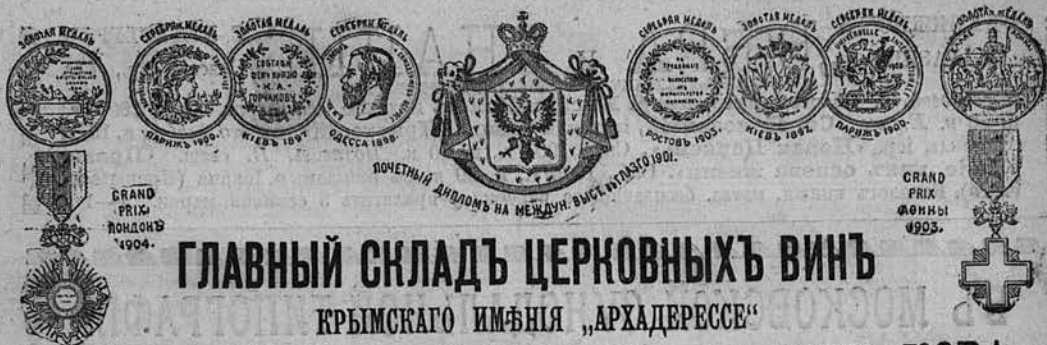 ЗОЛОТАЯ МЕДАЛЬ
СЕРЕБРЯН. МЕДАЛЬ
ЗОЛОТАЯ МЕДАЛЬ
СЕРЕБРЯН. МЕДАЛЬ
СЕРЕБРЯН. МЕДАЛЬ
ЗОЛОТАЯ МЕДАЛЬ
СЕРЕБРЯН. МЕДАЛЬ
ЗОЛОТАЯ МЕДАЛЬ
ПАРИЖЪ 1900.
КІЕВЪ 1897.
ОДЕССА 1898.
РОСТОВЪ 1903.
КІЕВЪ 1897.
ПАРИЖЪ 1900.
ПОЧЕТНЫЙ ДИПЛОМЪ НА МЕЖДУН. ВЫСТ. въ ГЛАЗГО 1901.
GRAND
PRIX.
ЛОНДОНЪ
1904.
GRAND
PRIX
АѲИНЫ
1903.
ГЛАВНЫЙ СКЛАДЪ ЦЕРКОВНЫХЪ ВИНЪ
КРЫМСКАГО ИМѢНІЯ „АРХАДЕРЕССЕ“